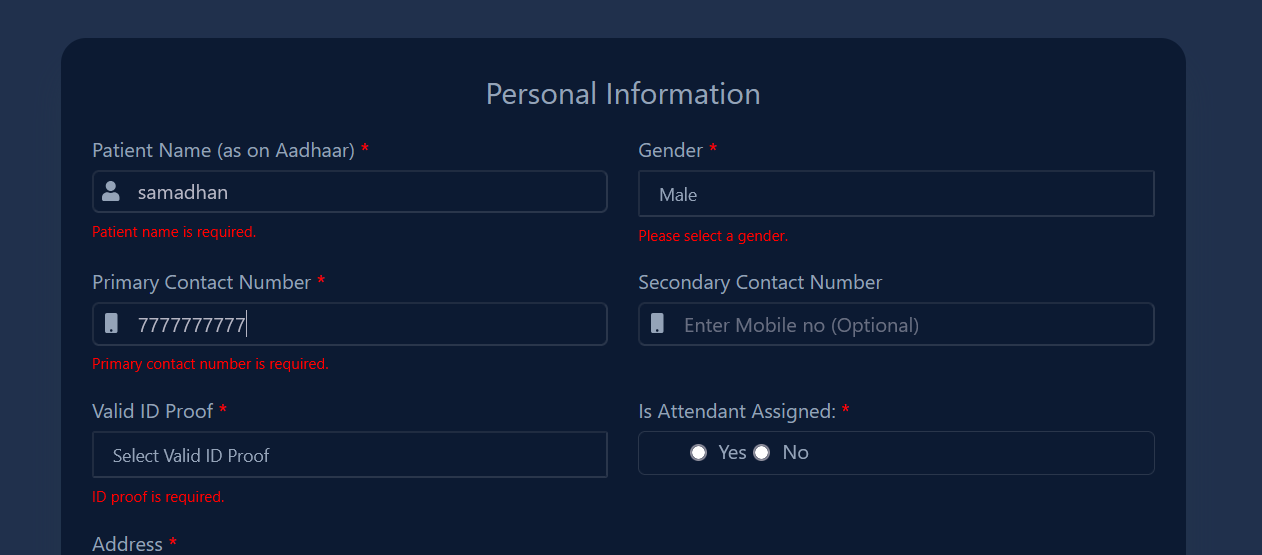 Personal Information
Patient Name (as on Aadhaar) *
Gender *
samadhan
Male
Patient name is required.
Please select a gender.
Primary Contact Number *
Secondary Contact Number
7777777777
Enter Mobile no (Optional)
Primary contact number is required.
Valid ID Proof *
Is Attendant Assigned: *
Select Valid ID Proof
Yes No
ID proof is required.
Address *